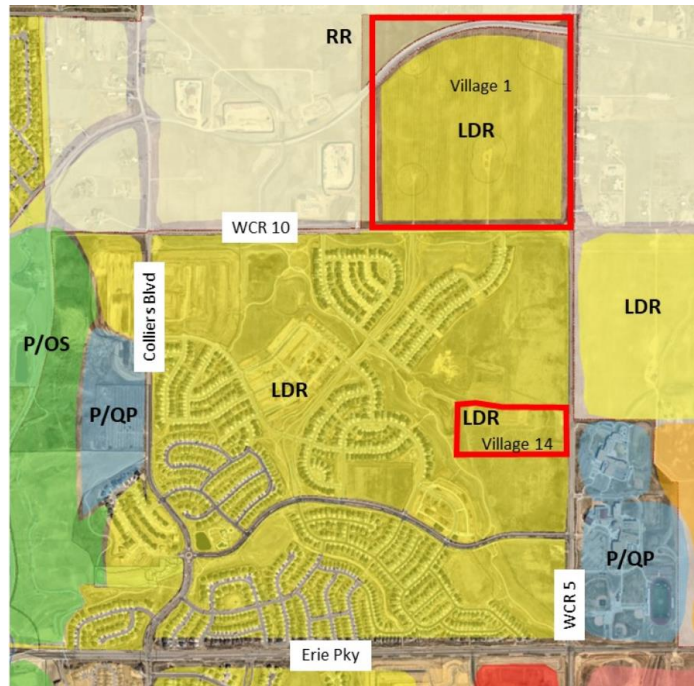 RR
Village 1
LDR
WCR 10
Colliers Blvd
LDR
P/OS
P/QP
LDR
LDR
Village 14
P/QP
WCR 5
Erie Pky